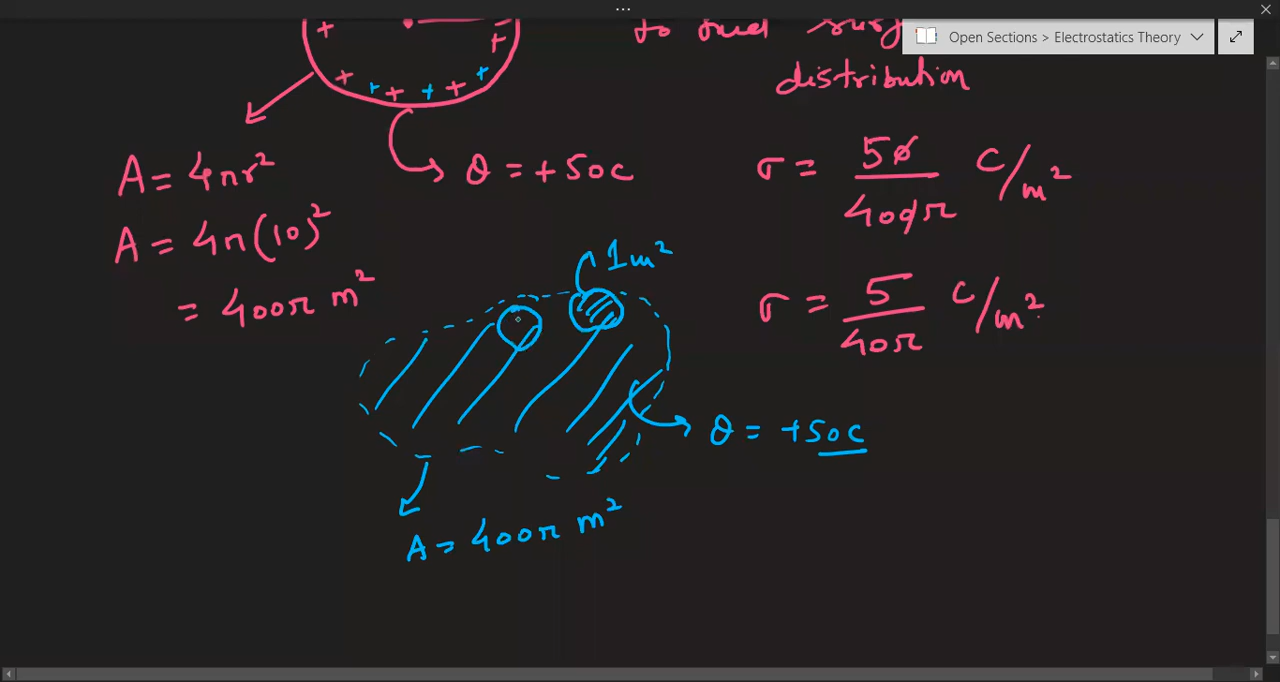 Open Sections > Electrostatics Theory
to find surf
distribution
A = 4πr²
θ = +50C
σ = 50/400π C/m²
A = 4π(10)²
= 400π m²
1m²
σ = 5/40π C/m²
θ = +50C
A = 400π m²